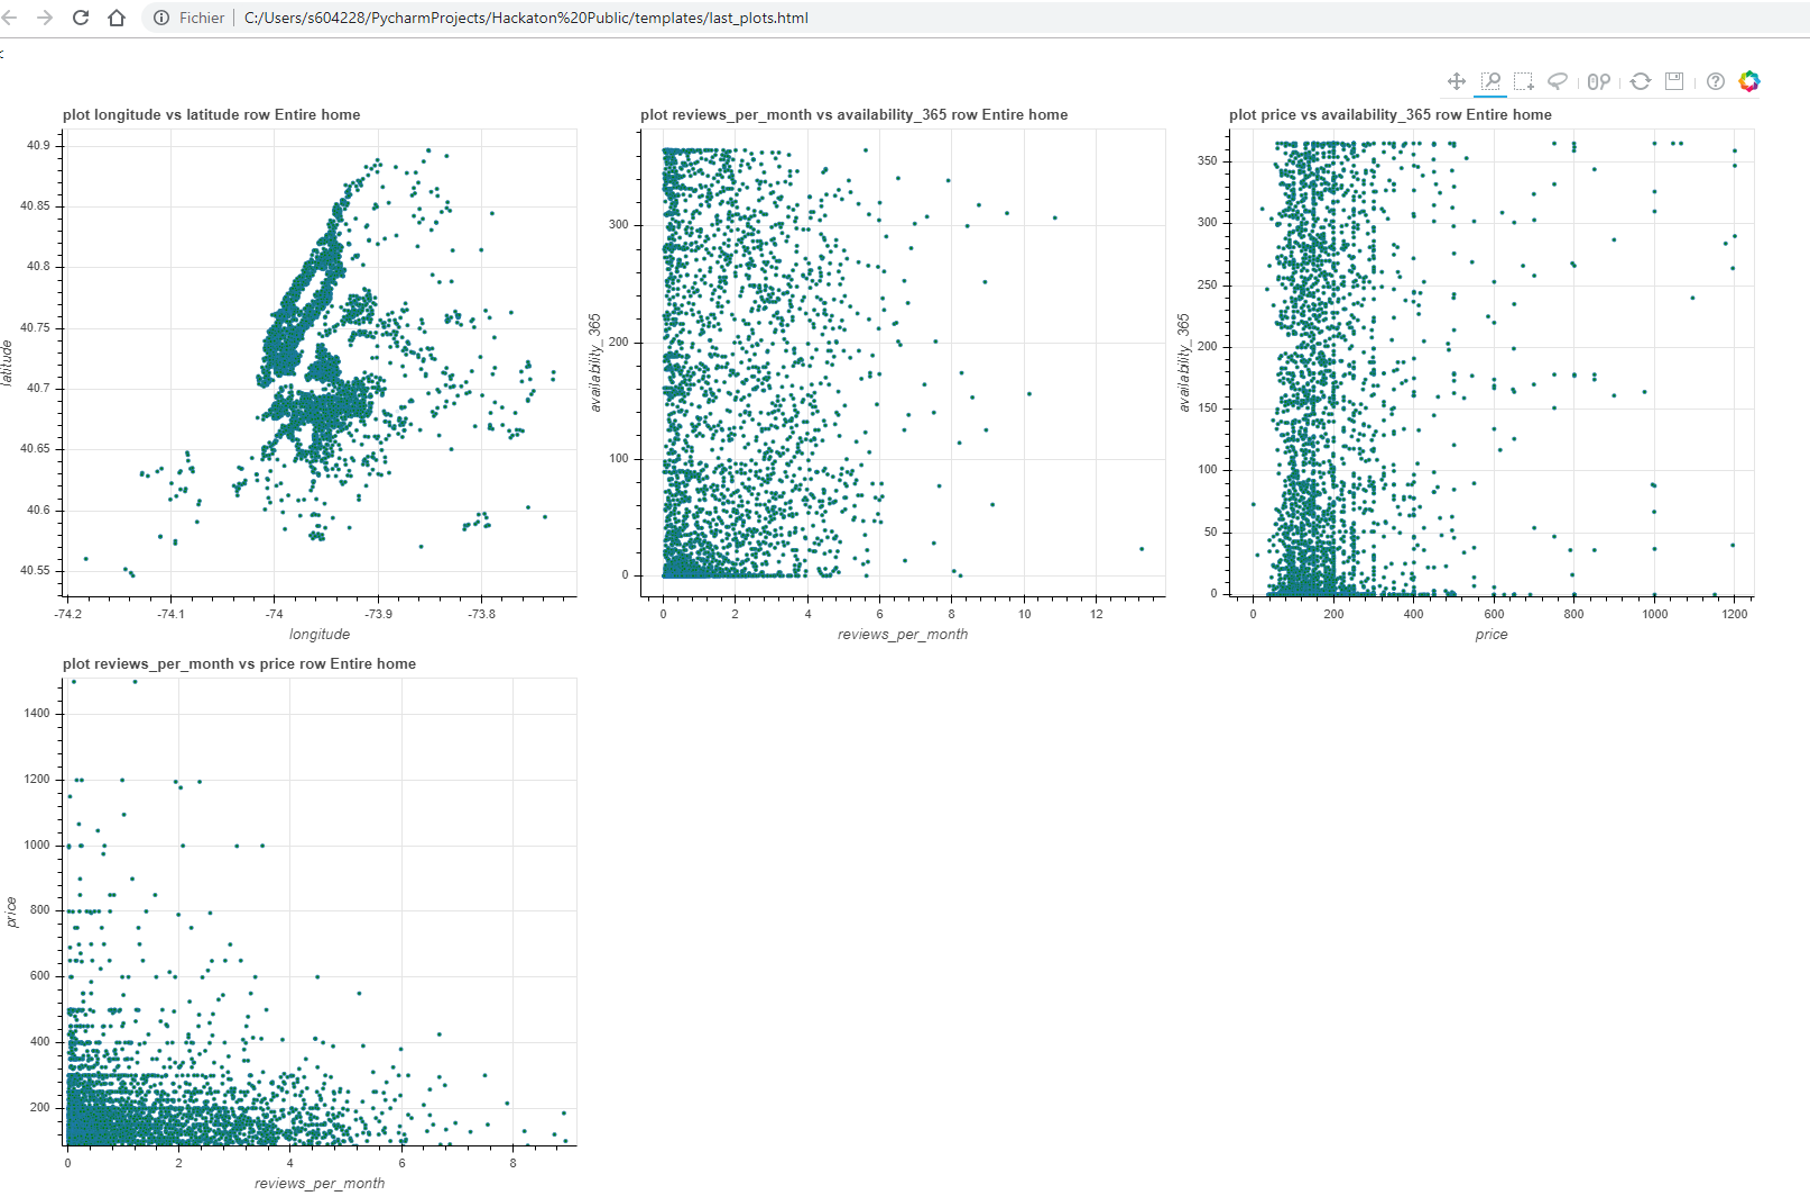 Fichier C:/Users/s604228/PycharmProjects/Hackaton%20Public/templates/last_plots.html
plot longitude vs latitude row Entire home
40.9
40.85
40.8
40.75
40.7
40.65
40.6
40.55
latitude
-74.2 -74.1 -74 -73.9 -73.8
longitude
plot reviews_per_month vs availability_365 row Entire home
300
200
100
0
availability_365
0 2 4 6 8 10 12
reviews_per_month
plot price vs availability_365 row Entire home
350
300
250
200
150
100
50
0
availability_365
0 200 400 600 800 1000 1200
price
plot reviews_per_month vs price row Entire home
1400
1200
1000
800
600
400
200
price
0 2 4 6 8
reviews_per_month